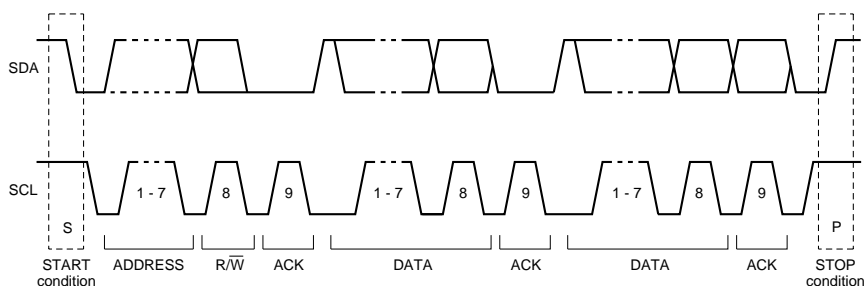 SDA
SCL
1 - 7 8 9 1 - 7 8 9 1 - 7 8 9
S P
START condition ADDRESS R/W̅ ACK DATA ACK DATA ACK STOP condition